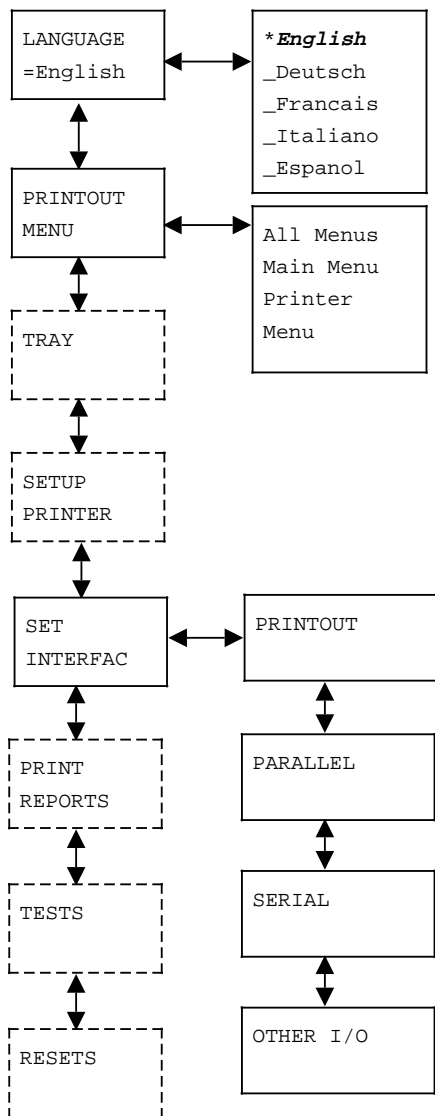 LANGUAGE
=English
*English
_Deutsch
_Francais
_Italiano
_Espanol
PRINTOUT
MENU
All Menus
Main Menu
Printer
Menu
TRAY
SETUP
PRINTER
SET
INTERFAC
PRINTOUT
PRINT
REPORTS
PARALLEL
TESTS
SERIAL
RESETS
OTHER I/O